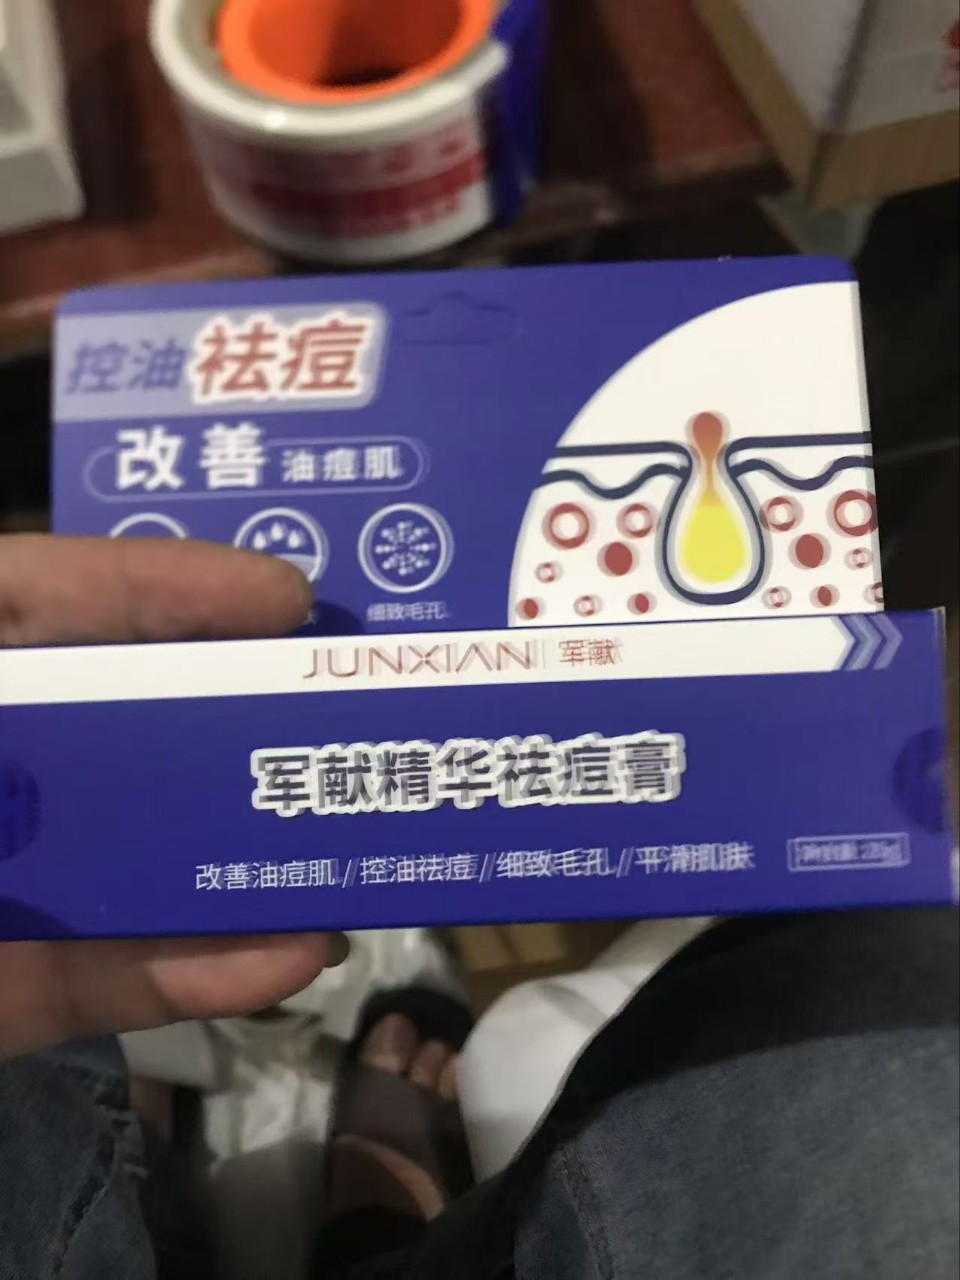 控油祛痘
改善 油痘肌
细致毛孔
JUNXIAN 军献
军献精华祛痘膏
改善油痘肌//控油祛痘//细致毛孔//平滑肌肤